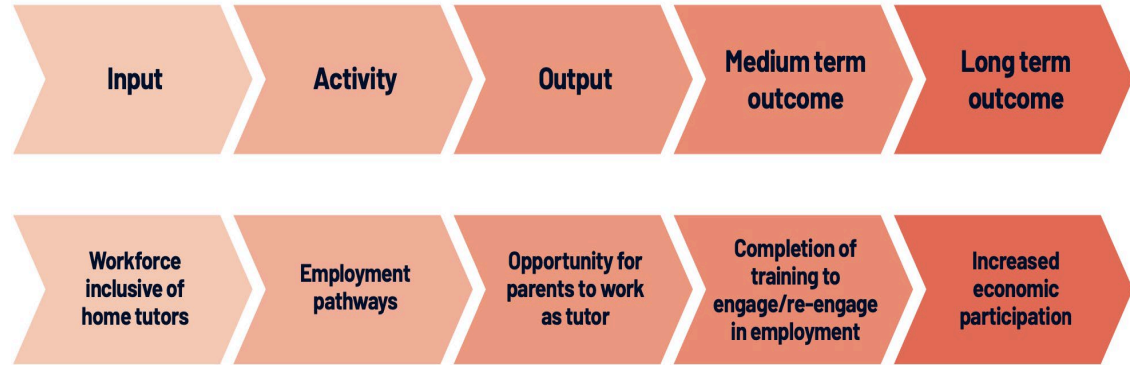 Input
Activity
Output
Medium term
outcome
Long term
outcome
Workforce
inclusive of
home tutors
Employment
pathways
Opportunity for
parents to work
as tutor
Completion of
training to
engage/re-engage
in employment
Increased
economic
participation